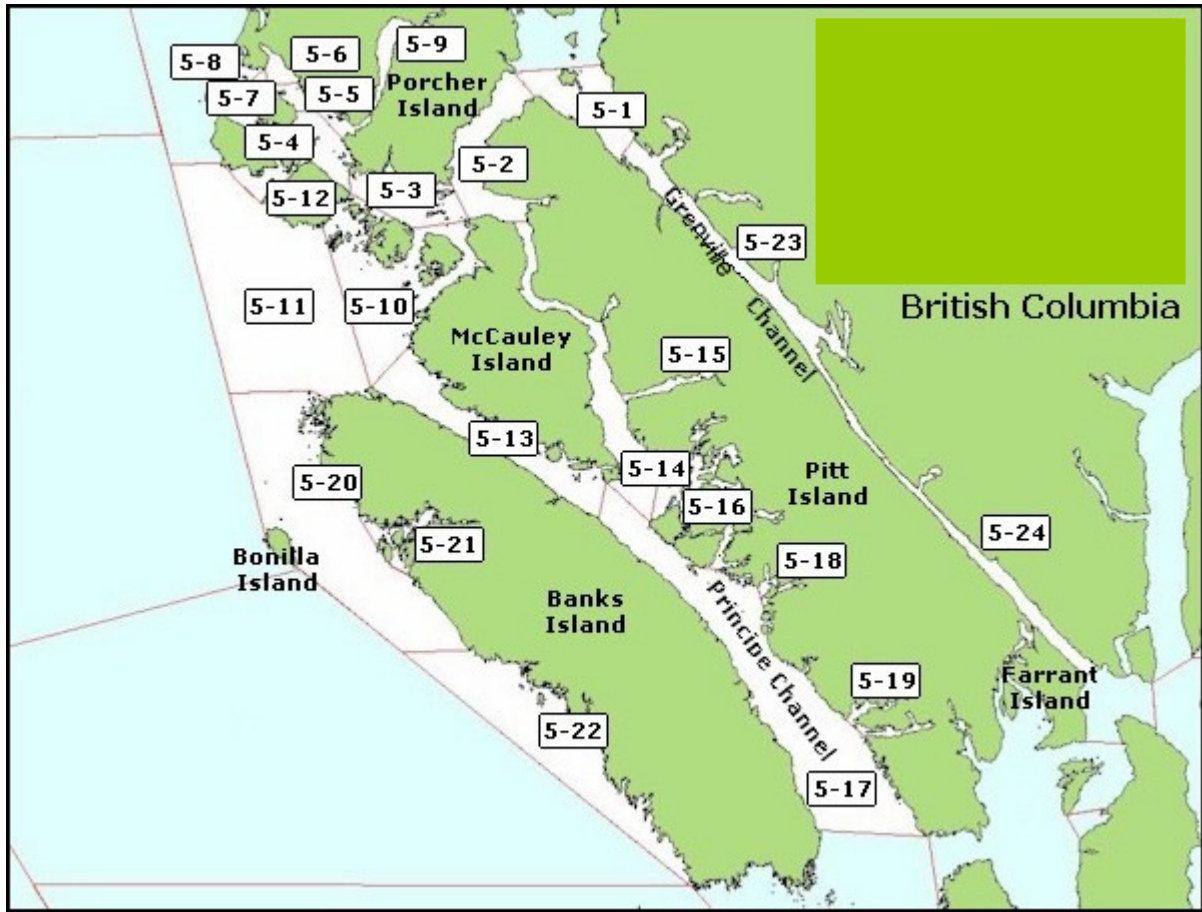 5-9
5-6
5-8
Porcher
Island
5-5
5-7
5-1
5-4
5-2
5-3
5-12
Grenville
Channel
5-23
5-11
5-10
British Columbia
McCauley
Island
5-15
5-13
5-14
Pitt
Island
5-20
5-16
5-24
5-21
Bonilla
Island
5-18
Banks
Island
Principe Channel
5-19
Farrant
Island
5-22
5-17